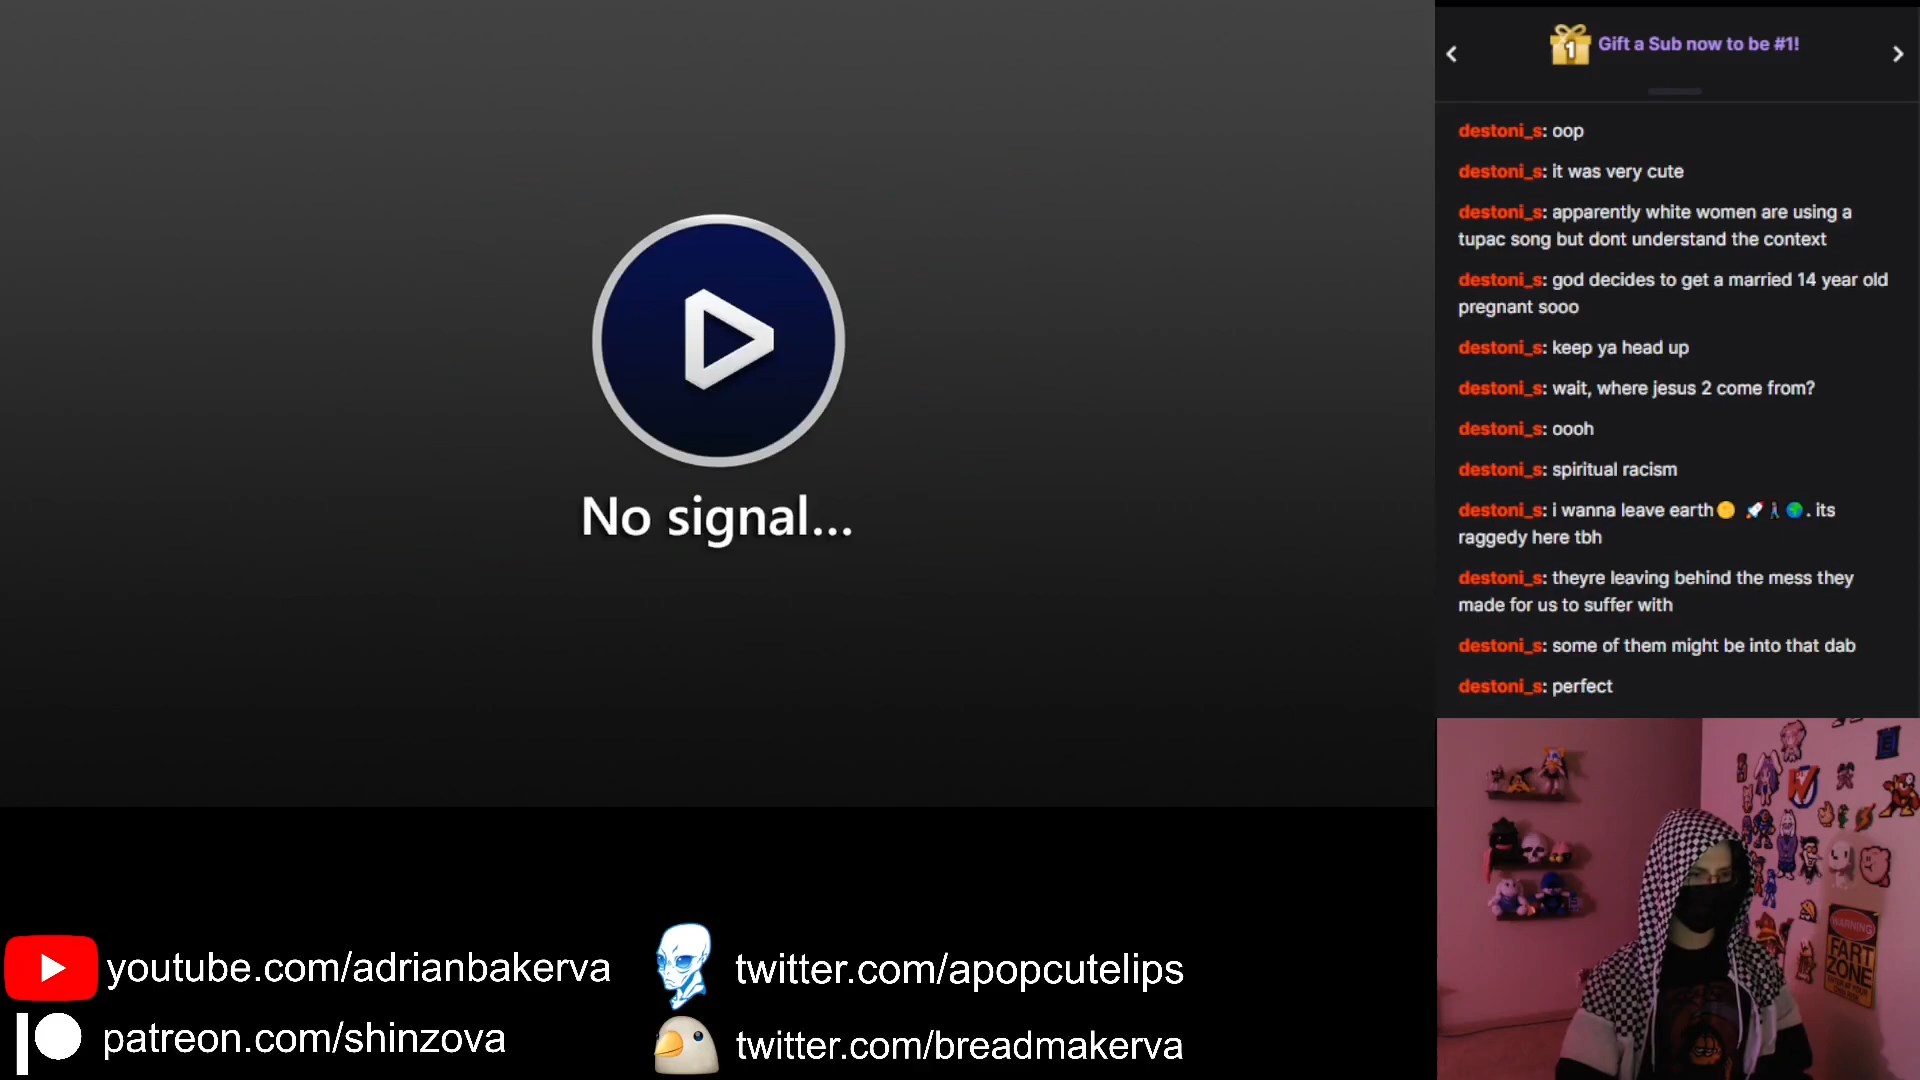 Gift a Sub now to be #1!
1
destoni_s: oop
destoni_s: it was very cute
destoni_s: apparently white women are using a
tupac song but dont understand the context
destoni_s: god decides to get a married 14 year old
pregnant sooo
destoni_s: keep ya head up
destoni_s: wait, where jesus 2 come from?
destoni_s: oooh
destoni_s: spiritual racism
destoni_s: i wanna leave earth🌕 🚀🚶🌍. its
raggedy here tbh
destoni_s: theyre leaving behind the mess they
made for us to suffer with
destoni_s: some of them might be into that dab
destoni_s: perfect
No signal...
WARNING
FART
ZONE
youtube.com/adrianbakerva
twitter.com/apopcutelips
patreon.com/shinzova
twitter.com/breadmakerva